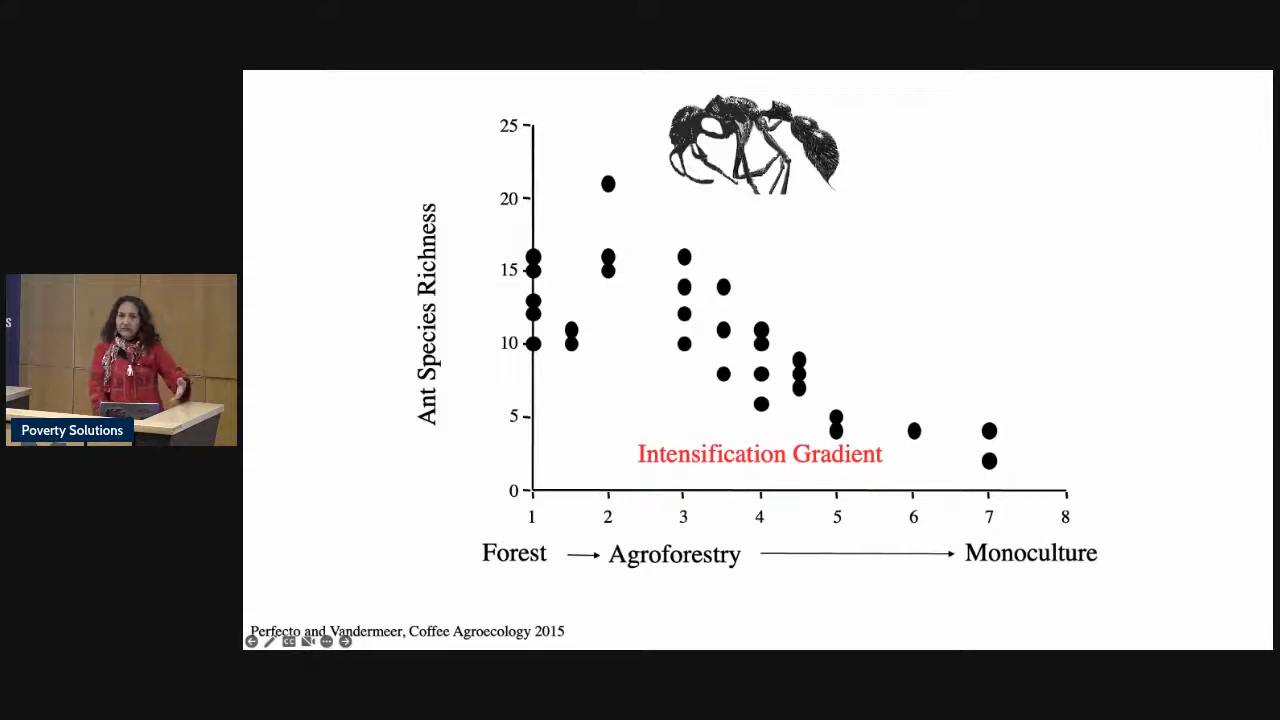 25
20
15
10
5
0
Ant Species Richness
Intensification Gradient
1 2 3 4 5 6 7 8
Forest Agroforestry Monoculture
Perfecto and Vandermeer, Coffee Agroecology 2015
S
Poverty Solutions
CC